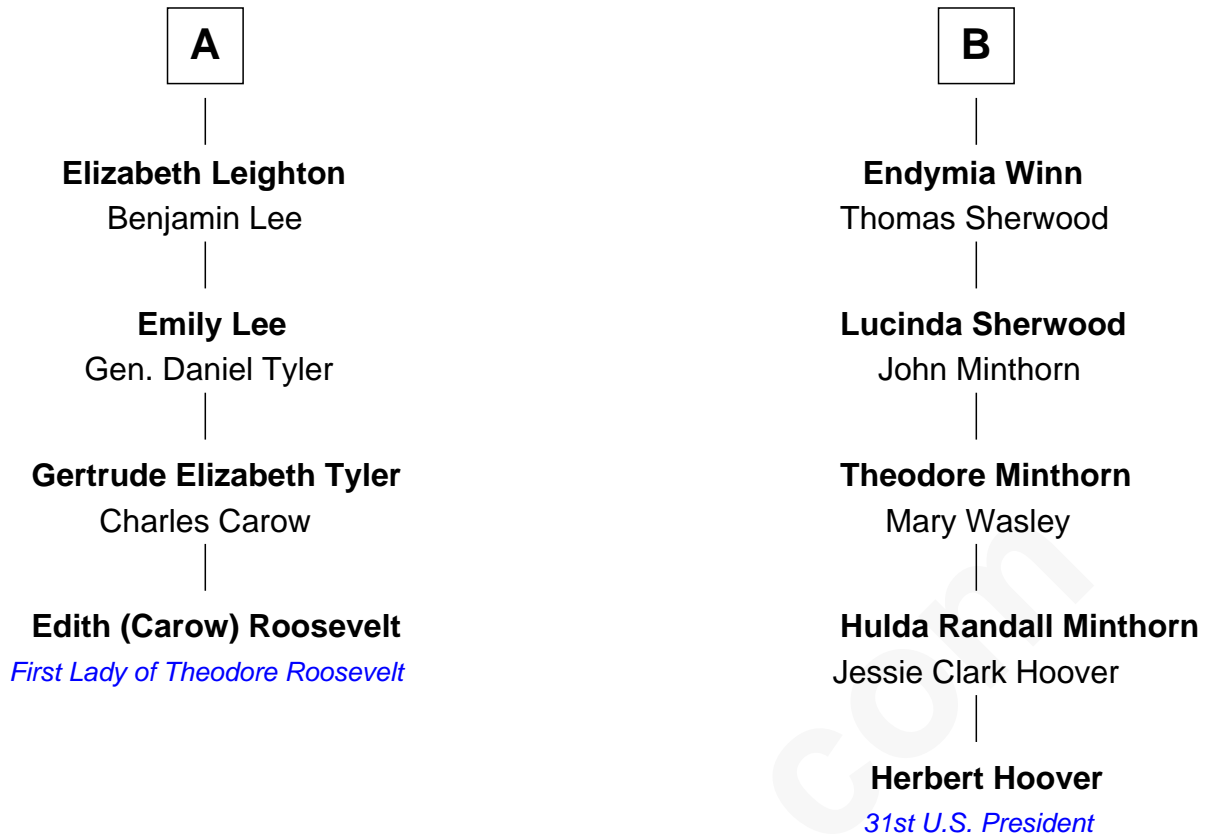 A
Elizabeth Leighton
Benjamin Lee
Emily Lee
Gen. Daniel Tyler
Gertrude Elizabeth Tyler
Charles Carow
Edith (Carow) Roosevelt
First Lady of Theodore Roosevelt
B
Endymia Winn
Thomas Sherwood
Lucinda Sherwood
John Minthorn
Theodore Minthorn
Mary Wasley
Hulda Randall Minthorn
Jessie Clark Hoover
Herbert Hoover
31st U.S. President
com